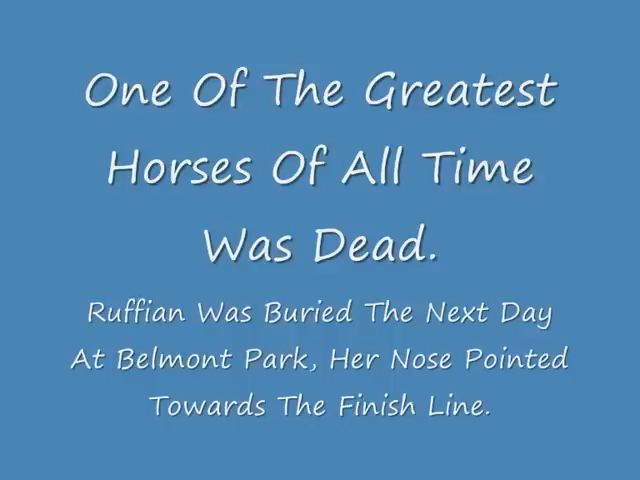 One Of The Greatest
Horses Of All Time
Was Dead.
Ruffian Was Buried The Next Day
At Belmont Park, Her Nose Pointed
Towards The Finish Line.